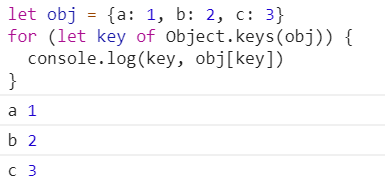 let obj = {a: 1, b: 2, c: 3}
for (let key of Object.keys(obj)) {
  console.log(key, obj[key])
}
a 1
b 2
c 3